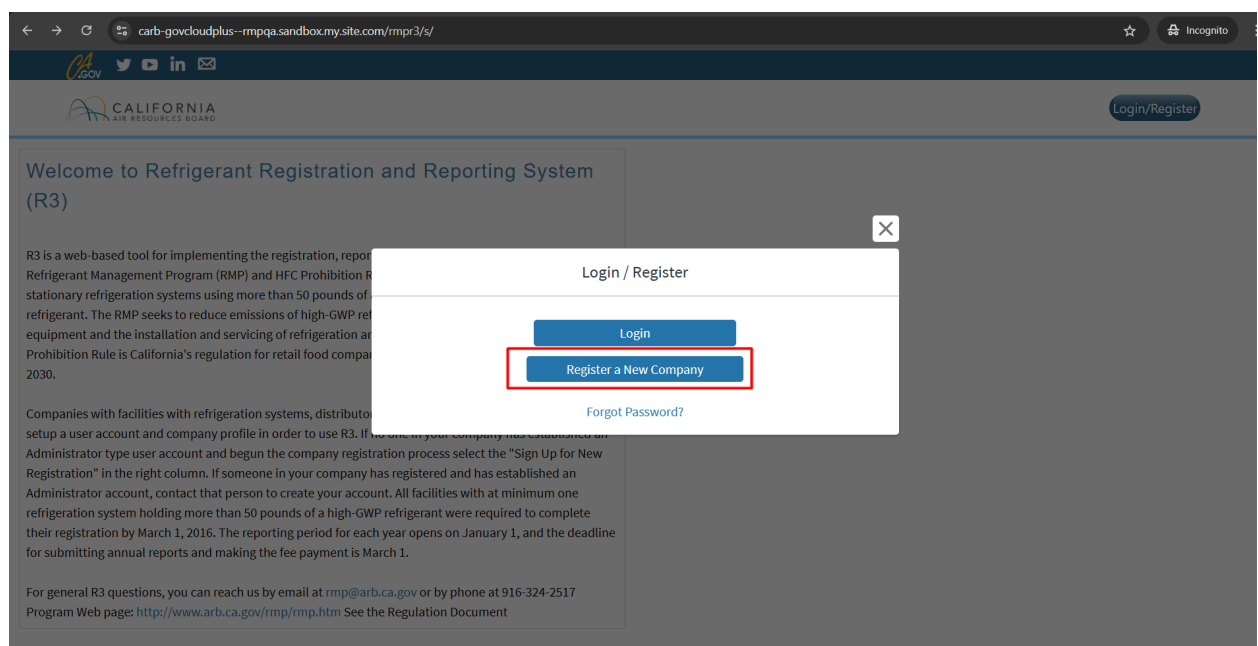 carb-govcloudplus--rmpqa.sandbox.my.site.com/rmpr3/s/
Incognito
CA.GOV
CALIFORNIA
AIR RESOURCES BOARD
Login/Register
Welcome to Refrigerant Registration and Reporting System
(R3)
R3 is a web-based tool for implementing the registration,
Refrigerant Management Program (RMP) and HFC Prohibition
stationary refrigeration systems using more than 50 pounds of
refrigerant. The RMP seeks to reduce emissions of high-GWP
equipment and the installation and servicing of refrigeration
Prohibition Rule is California's regulation for retail food
2030.
Companies with facilities with refrigeration systems,
setup a user account and company profile in order to use R3. If no one in your company has established an
Administrator type user account and begun the company registration process select the "Sign Up for New
Registration" in the right column. If someone in your company has registered and has established an
Administrator account, contact that person to create your account. All facilities with at minimum one
refrigeration system holding more than 50 pounds of a high-GWP refrigerant were required to complete
their registration by March 1, 2016. The reporting period for each year opens on January 1, and the deadline
for submitting annual reports and making the fee payment is March 1.
For general R3 questions, you can reach us by email at rmp@arb.ca.gov or by phone at 916-324-2517
Program Web page: http://www.arb.ca.gov/rmp/rmp.htm See the Regulation Document
Login / Register
Login
Register a New Company
Forgot Password?